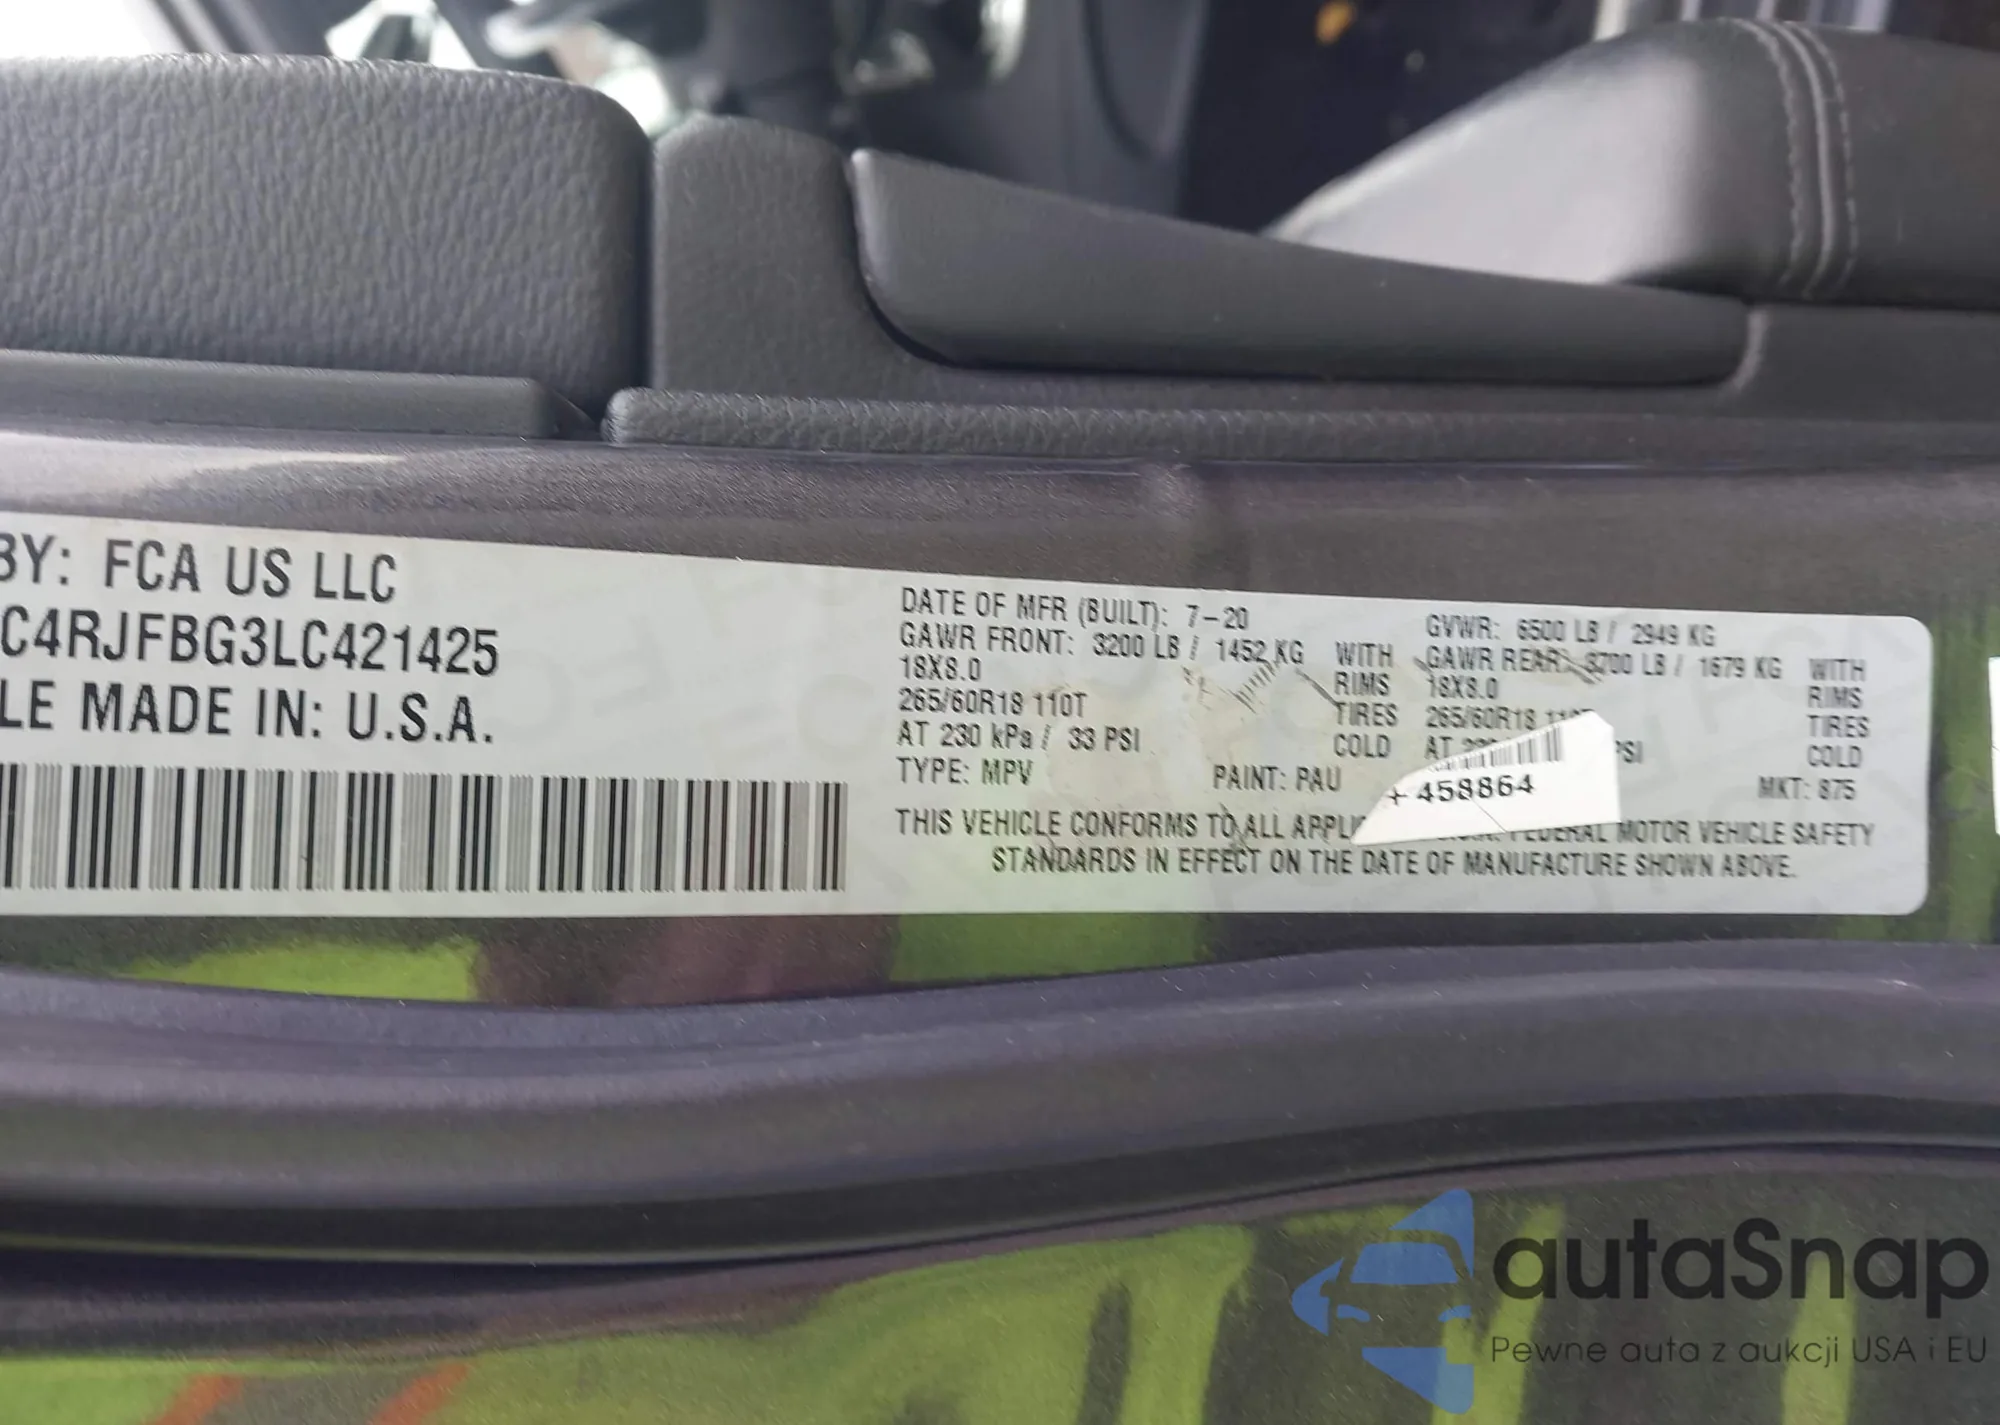 BY: FCA US LLC
C4RJFBG3LC421425
LE MADE IN: U.S.A.
DATE OF MFR (BUILT): 7-20
GAWR FRONT: 3200 LB / 1452 KG WITH
18X8.0 RIMS
265/60R18 110T TIRES
AT 230 kPa / 33 PSI COLD
TYPE: MPV PAINT: PAU
GVWR: 6500 LB / 2949 KG
GAWR REAR: 3700 LB / 1679 KG WITH
18X8.0 RIMS
265/60R18 110T TIRES
AT PSI COLD
+ 458864
MKT: 875
THIS VEHICLE CONFORMS TO ALL FEDERAL MOTOR VEHICLE SAFETY
STANDARDS IN EFFECT ON THE DATE OF MANUFACTURE SHOWN ABOVE.
autaSnap
Pewne auta z aukcji USA i EU